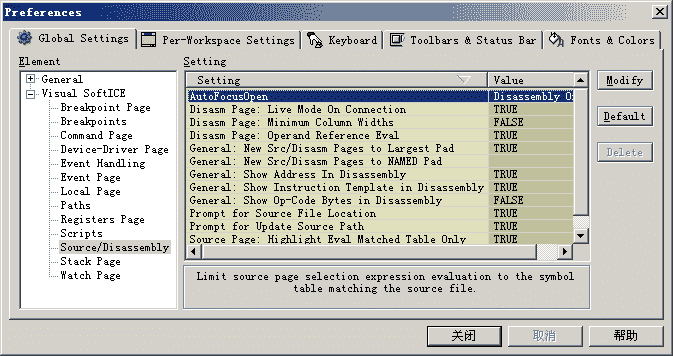 Preferences
Global Settings Per-Workspace Settings Keyboard Toolbars & Status Bar Fonts & Colors
Element
General
Visual SoftICE
Breakpoint Page
Breakpoints
Command Page
Device-Driver Page
Event Handling
Event Page
Local Page
Paths
Registers Page
Scripts
Source/Disassembly
Stack Page
Watch Page
Setting
Setting Value
AutoFocusOpen Disassembly
Disasm Page: Live Mode On Connection TRUE
Disasm Page: Minimum Column Widths FALSE
Disasm Page: Operand Reference Eval TRUE
General: New Src/Disasm Pages to Largest Pad TRUE
General: New Src/Disasm Pages to NAMED Pad
General: Show Address In Disassembly TRUE
General: Show Instruction Template in Disassembly TRUE
General: Show Op-Code Bytes in Disassembly FALSE
Prompt for Source File Location TRUE
Prompt for Update Source Path TRUE
Source Page: Highlight Eval Matched Table Only TRUE
Limit source page selection expression evaluation to the symbol
table matching the source file.
Modify
Default
Delete
关闭 取消 帮助